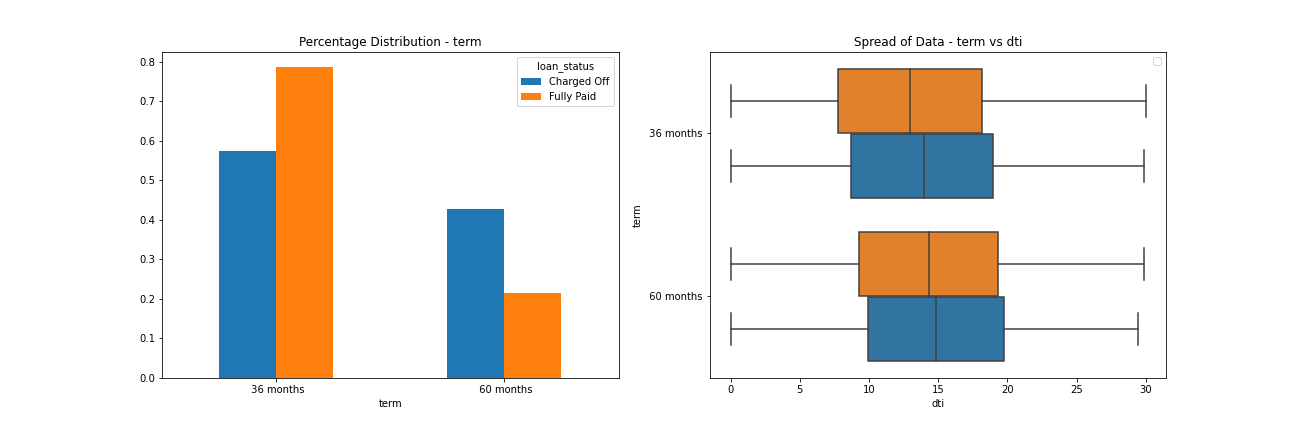 Percentage Distribution - term
0.8
0.7
0.6
0.5
0.4
0.3
0.2
0.1
0.0
loan_status
Charged Off
Fully Paid
36 months
60 months
term
Spread of Data - term vs dti
term
36 months
60 months
0 5 10 15 20 25 30
dti